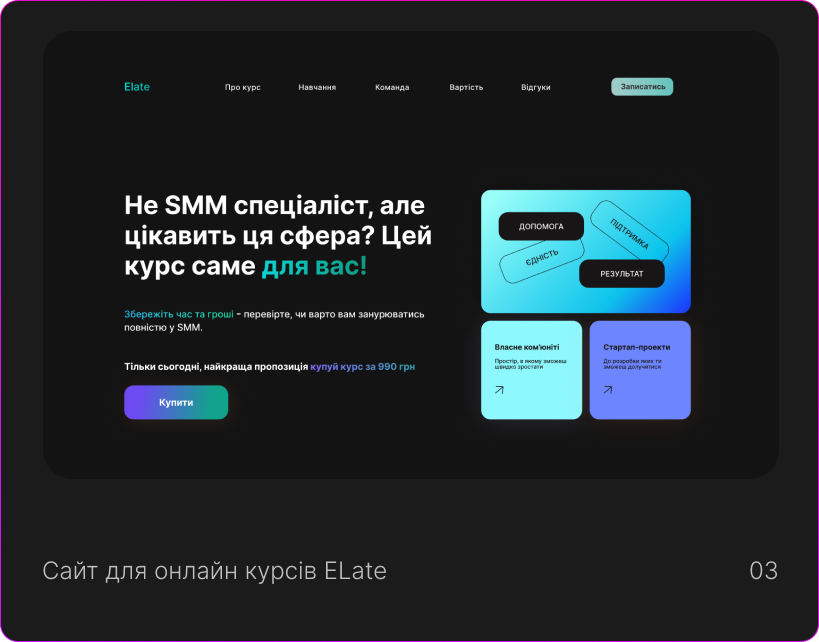 Elate
Про курс
Навчання
Команда
Вартість
Відгуки
Записатись
Не SMM спеціаліст, але
цікавить ця сфера? Цей
курс саме для вас!
Збережіть час та гроші - перевірте, чи варто вам занурюватись
повністю у SMM.
Тільки сьогодні, найкраща пропозиція купуй курс за 990 грн
Купити
ДОПОМОГА
ПІДТРИМКА
ЄДНІСТЬ
РЕЗУЛЬТАТ
Власне ком'юніті
Простір, в якому зможеш
швидко зростати
Стартап-проекти
До розробки яких ти
зможеш долучитися
Сайт для онлайн курсів ELate
03